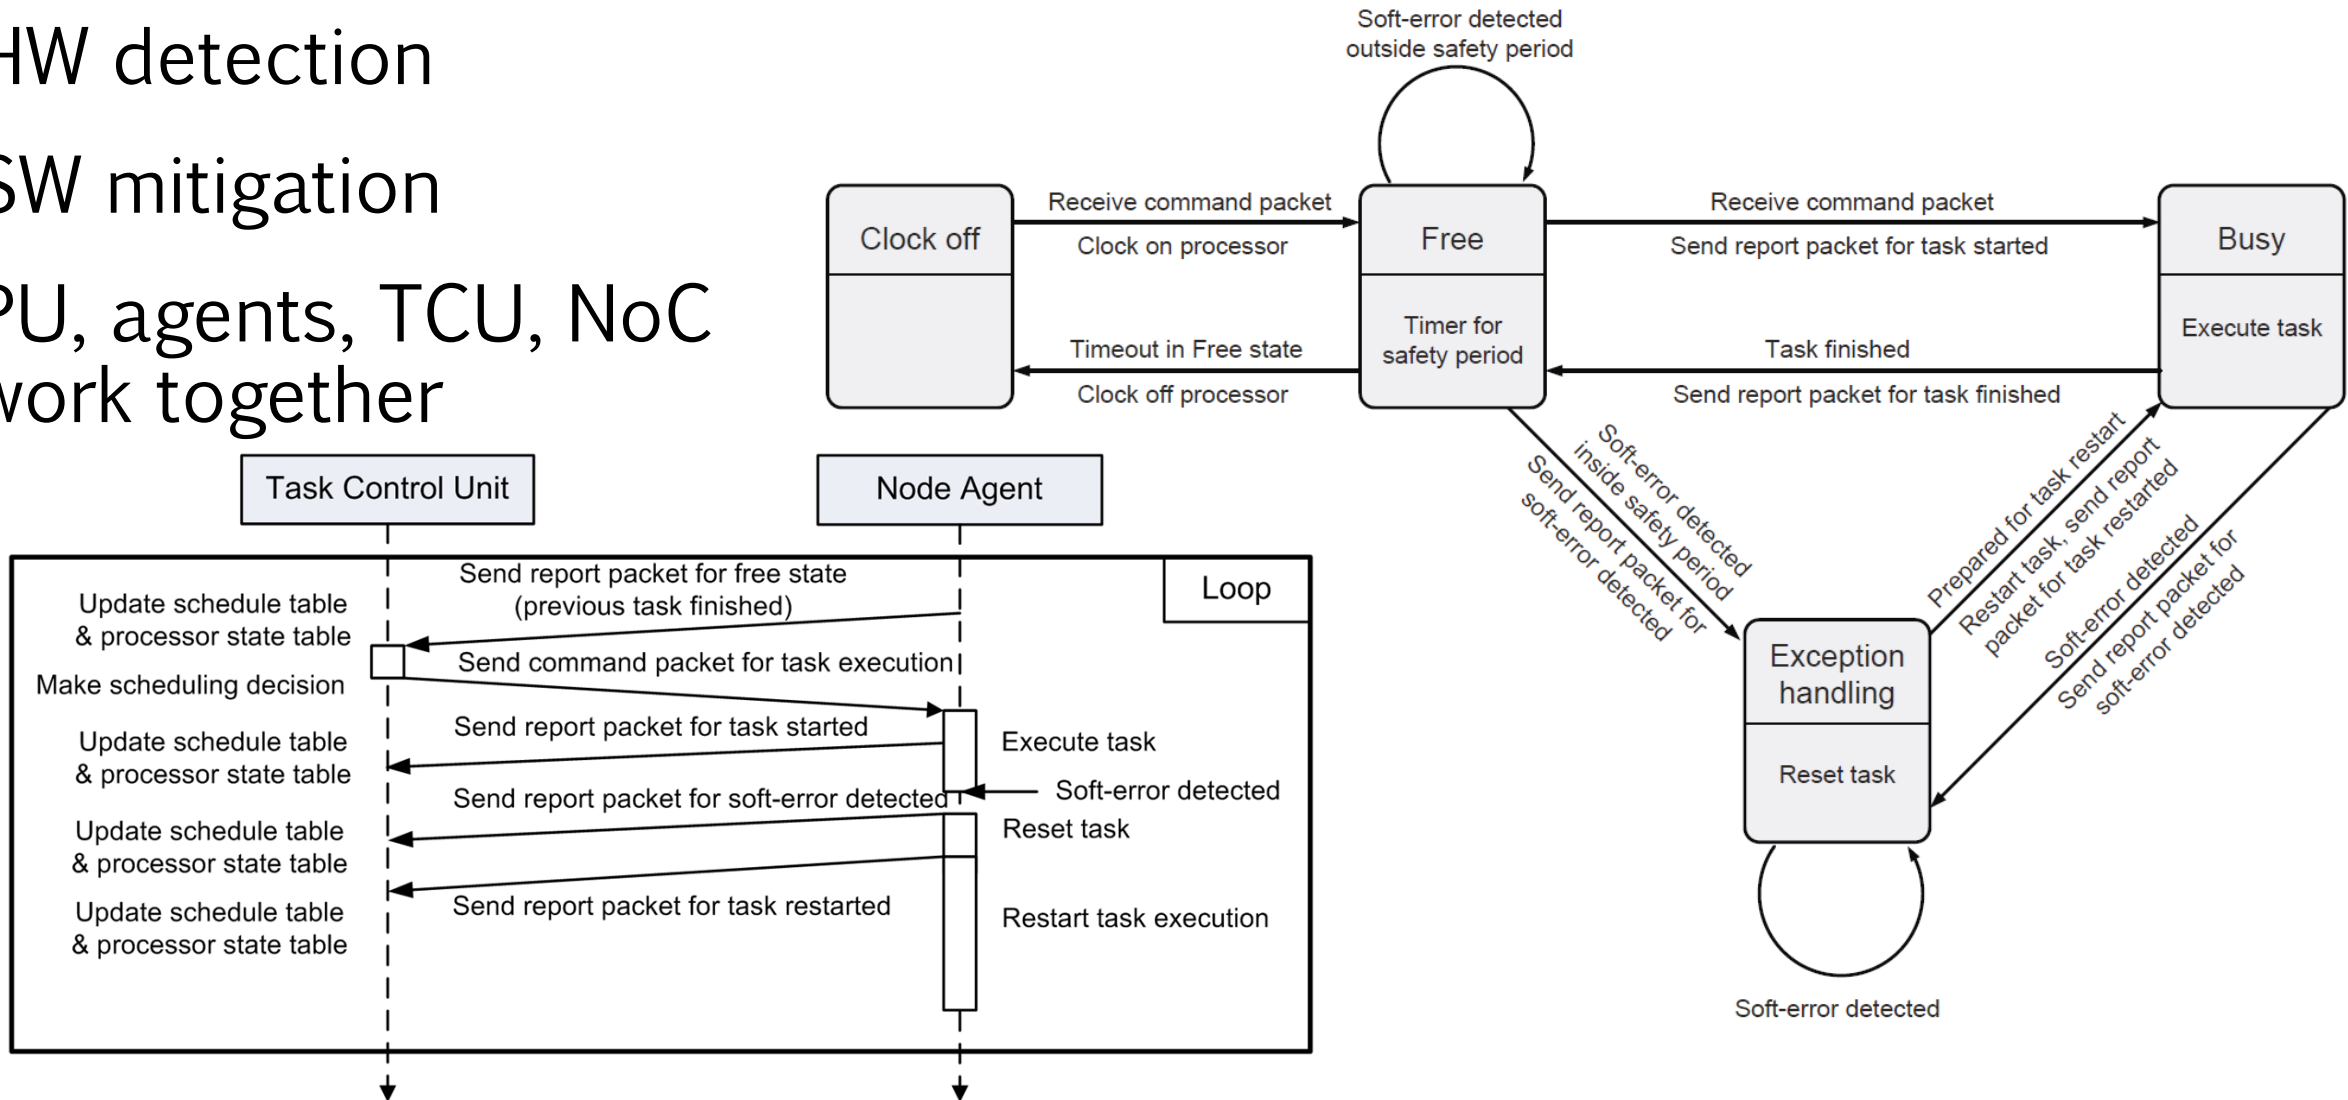 HW detection
SW mitigation
PU, agents, TCU, NoC
work together
Soft-error detected
outside safety period
Clock off
Receive command packet
Clock on processor
Timeout in Free state
Clock off processor
Free
Timer for
safety period
Receive command packet
Send report packet for task started
Task finished
Send report packet for task finished
Busy
Execute task
Soft-error detected
inside safety period
Send report packet for
soft-error detected
Prepared for task restart
Restart task, send report
packet for task restarted
Soft-error detected
Send report packet for
soft-error detected
Exception
handling
Reset task
Soft-error detected
Task Control Unit
Node Agent
Loop
Send report packet for free state
(previous task finished)
Update schedule table
& processor state table
Send command packet for task execution
Make scheduling decision
Send report packet for task started
Update schedule table
& processor state table
Execute task
Soft-error detected
Send report packet for soft-error detected
Update schedule table
& processor state table
Reset task
Send report packet for task restarted
Update schedule table
& processor state table
Restart task execution